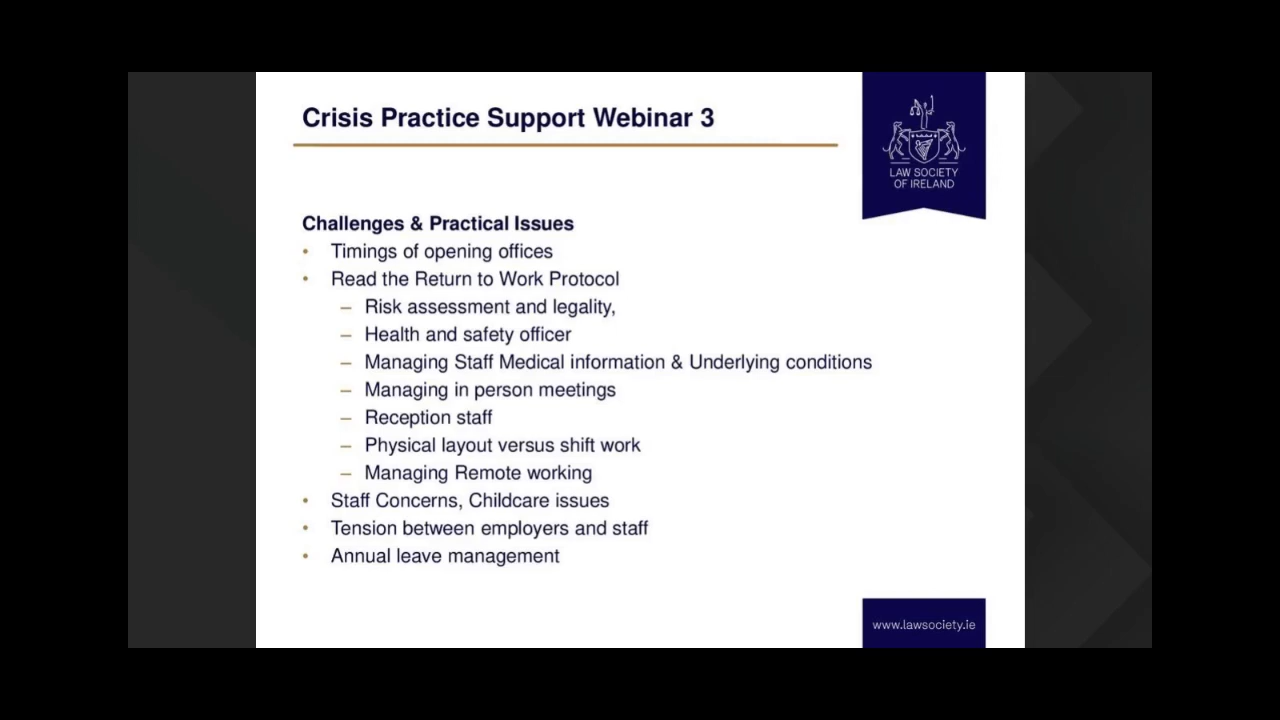 Crisis Practice Support Webinar 3
LAW SOCIETY
OF IRELAND
Challenges & Practical Issues
• Timings of opening offices
• Read the Return to Work Protocol
– Risk assessment and legality,
– Health and safety officer
– Managing Staff Medical information & Underlying conditions
– Managing in person meetings
– Reception staff
– Physical layout versus shift work
– Managing Remote working
• Staff Concerns, Childcare issues
• Tension between employers and staff
• Annual leave management
www.lawsociety.ie